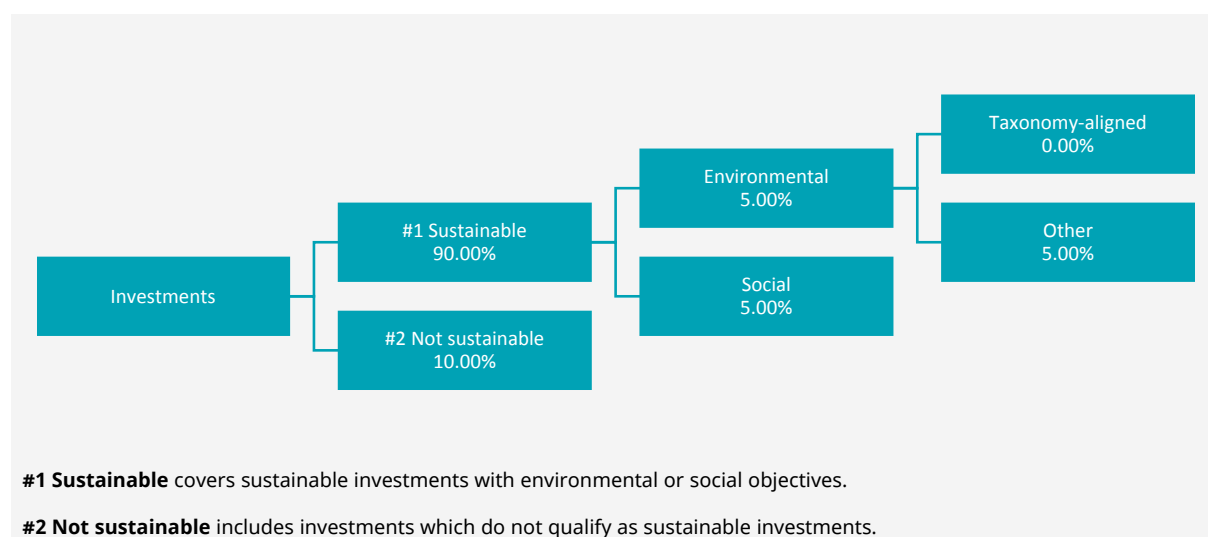 Taxonomy-aligned
0.00%
Environmental
5.00%
#1 Sustainable
90.00%
Other
5.00%
Investments
Social
5.00%
#2 Not sustainable
10.00%
#1 Sustainable covers sustainable investments with environmental or social objectives.
#2 Not sustainable includes investments which do not qualify as sustainable investments.